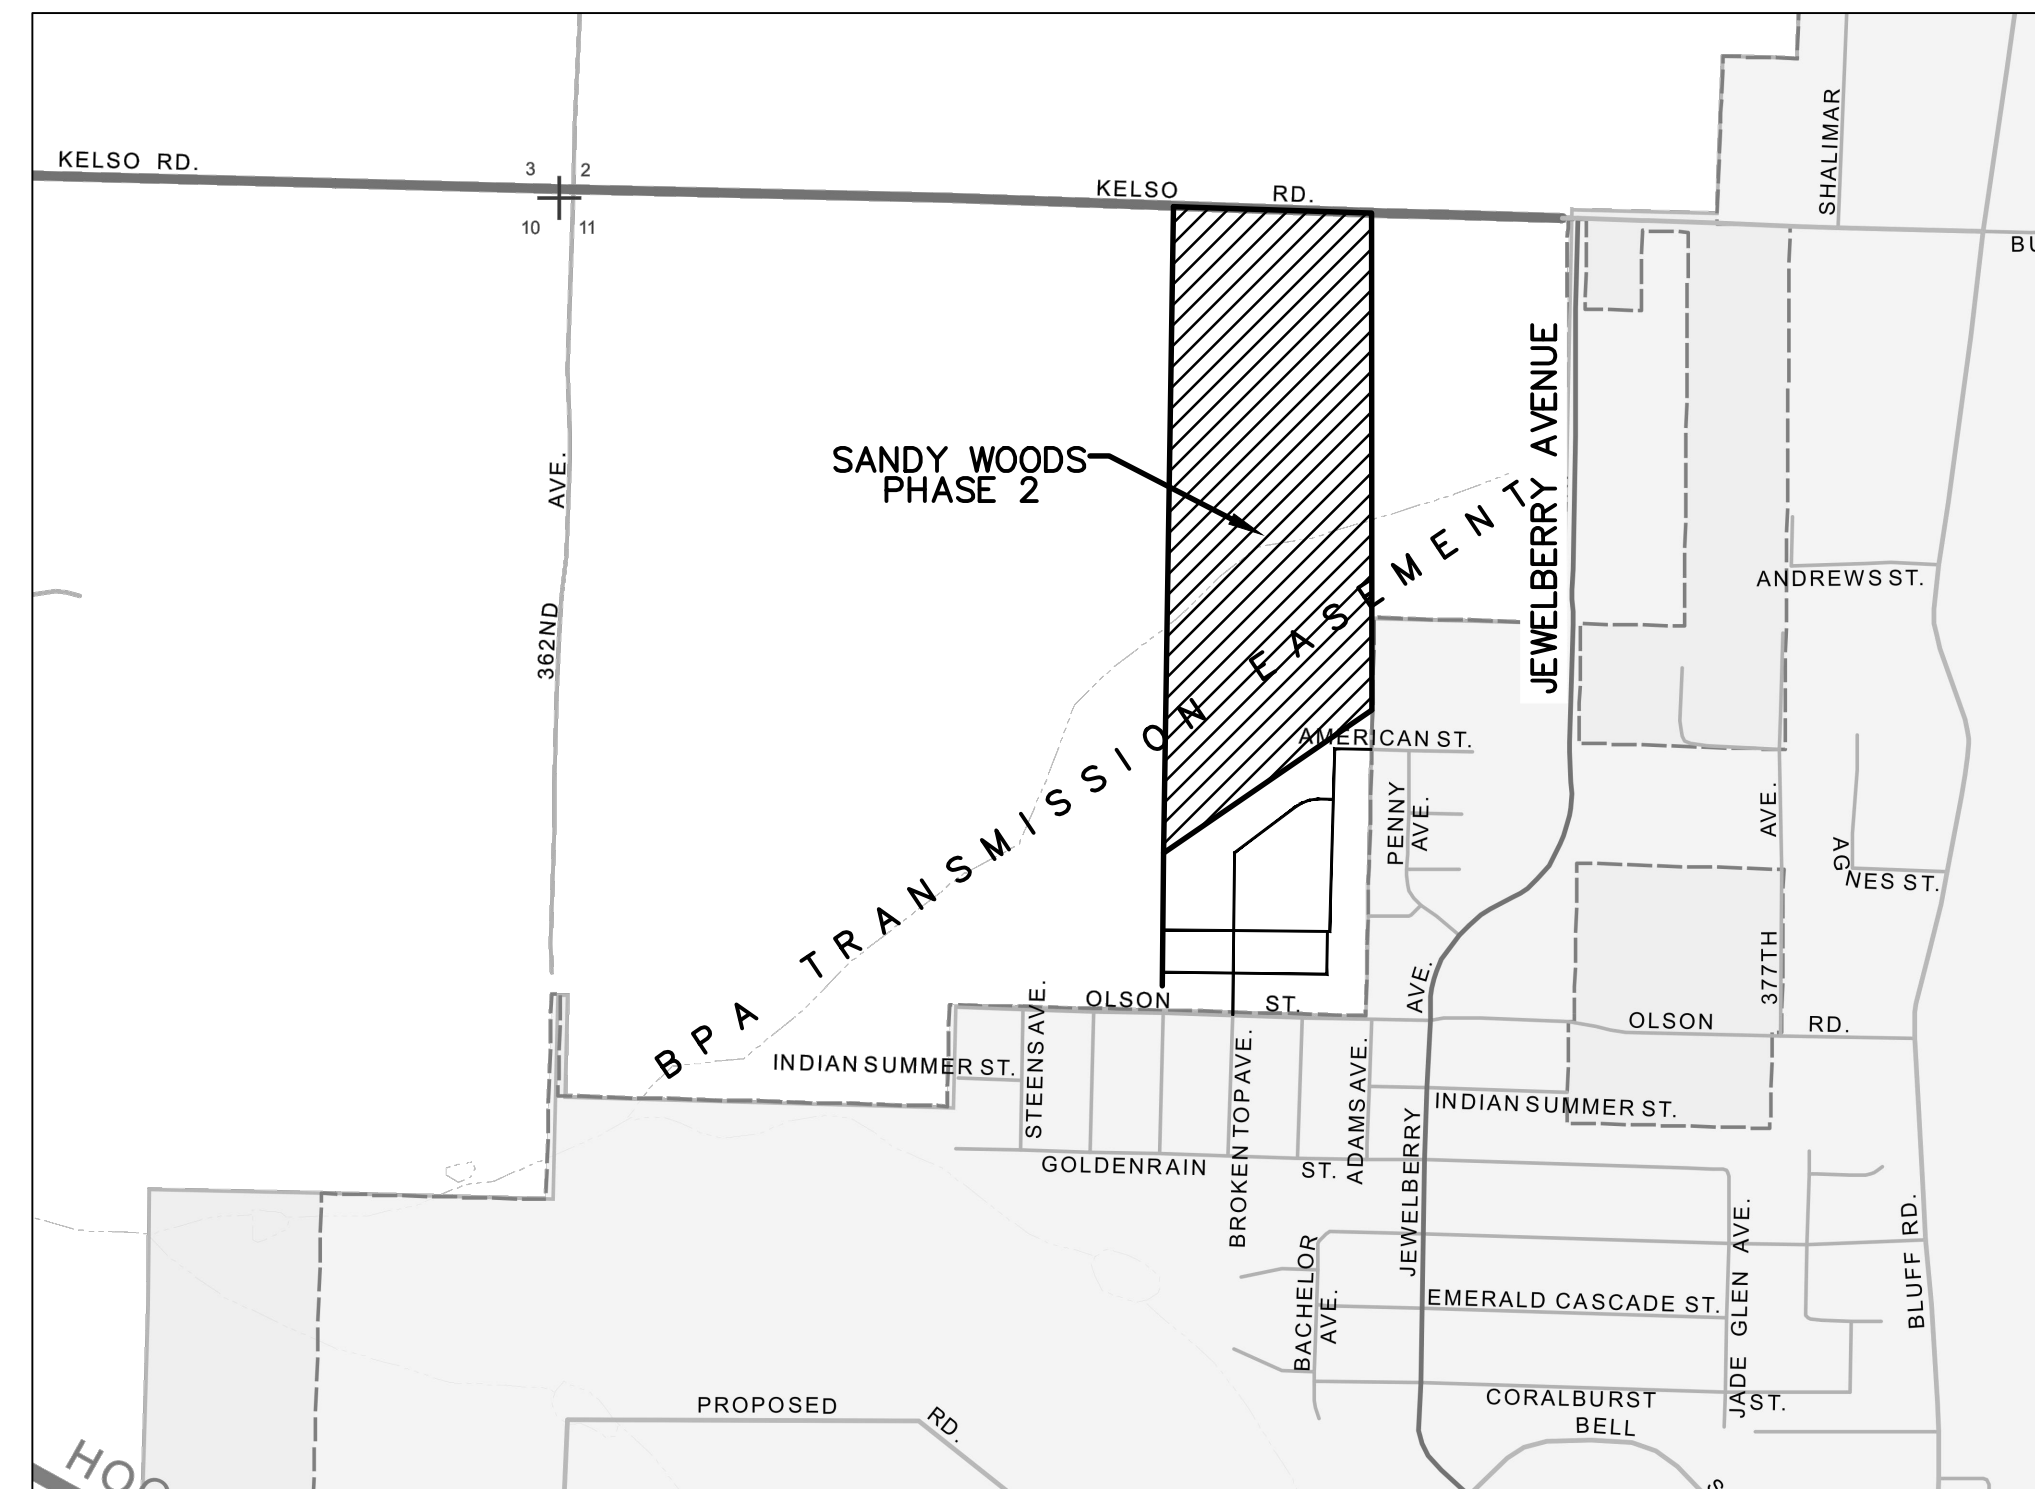 SHALIMAR
KELSO RD.
3
2
KELSO RD.
10
11
BU
JEWELBERRY AVENUE
SANDY WOODS
PHASE 2
362ND AVE.
ANDREWS ST.
BPA TRANSMISSION EASEMENT
AMERICAN ST.
PENNY
AVE.
377TH AVE.
AG
NES ST.
OLSON ST.
OLSON RD.
STEENS AVE.
INDIAN SUMMER ST.
BROKEN TOP AVE.
ADAMS AVE.
JEWELBERRY AVE.
INDIAN SUMMER ST.
GOLDENRAIN ST.
BACHELOR
AVE.
EMERALD CASCADE ST.
JADE GLEN AVE.
BLUFF RD.
CORALBURST ST.
BELL
S
PROPOSED RD.
HOO